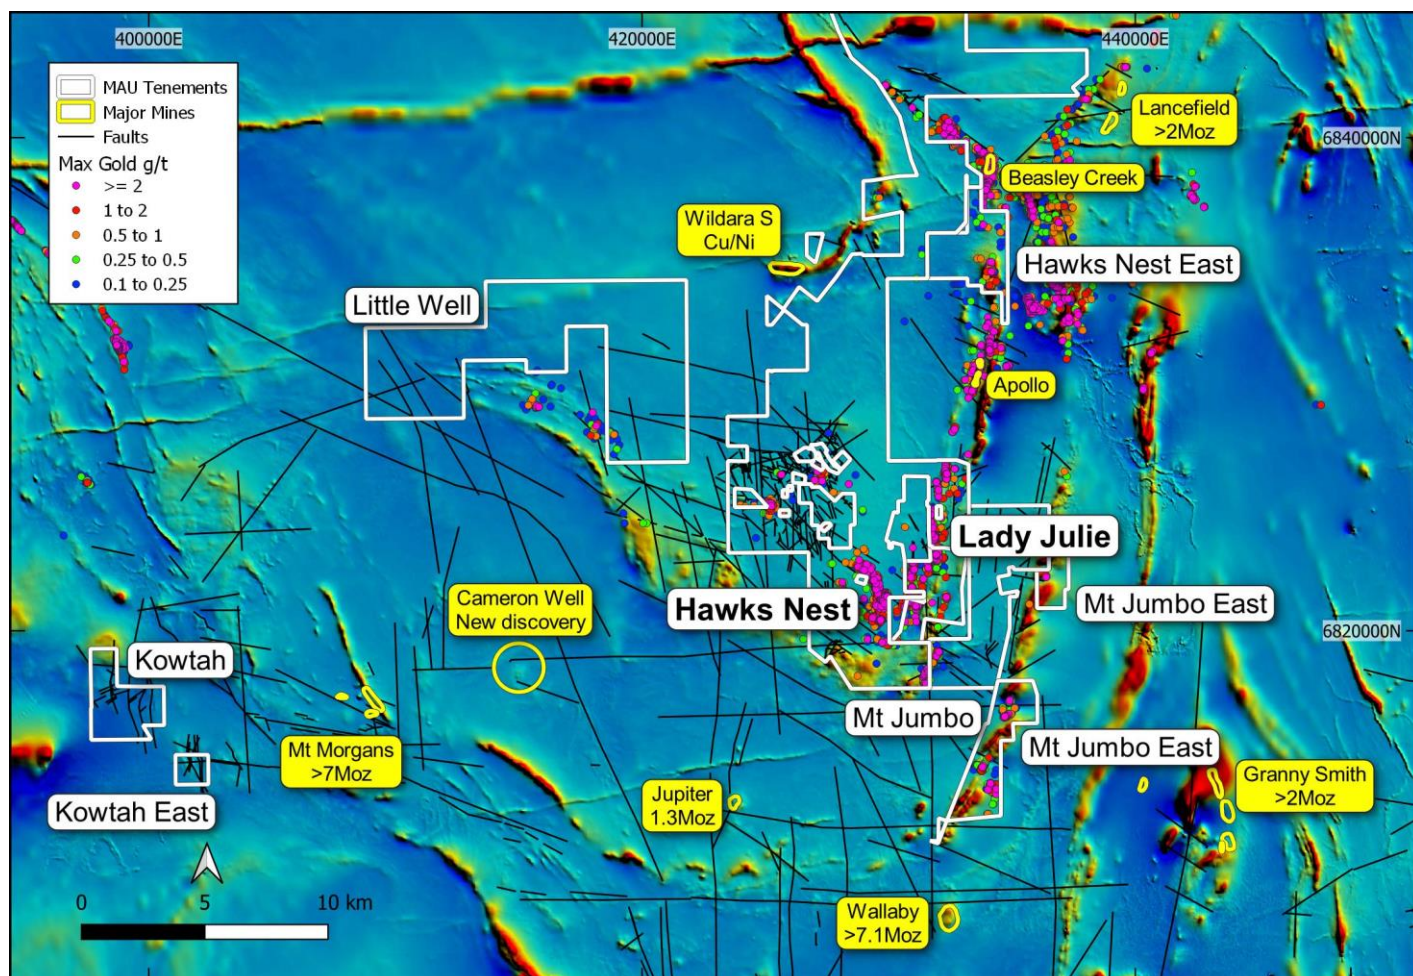 400000E
420000E
440000E
MAU Tenements
Major Mines
Faults
Max Gold g/t
>= 2
1 to 2
0.5 to 1
0.25 to 0.5
0.1 to 0.25
Lancefield
>2Moz
6840000N
Beasley Creek
Wildara S
Cu/Ni
Hawks Nest East
Little Well
Apollo
Lady Julie
Cameron Well
New discovery
Hawks Nest
Mt Jumbo East
6820000N
Kowtah
Mt Jumbo
Mt Morgans
>7Moz
Mt Jumbo East
Granny Smith
>2Moz
Jupiter
1.3Moz
Kowtah East
0 5 10 km
Wallaby
>7.1Moz